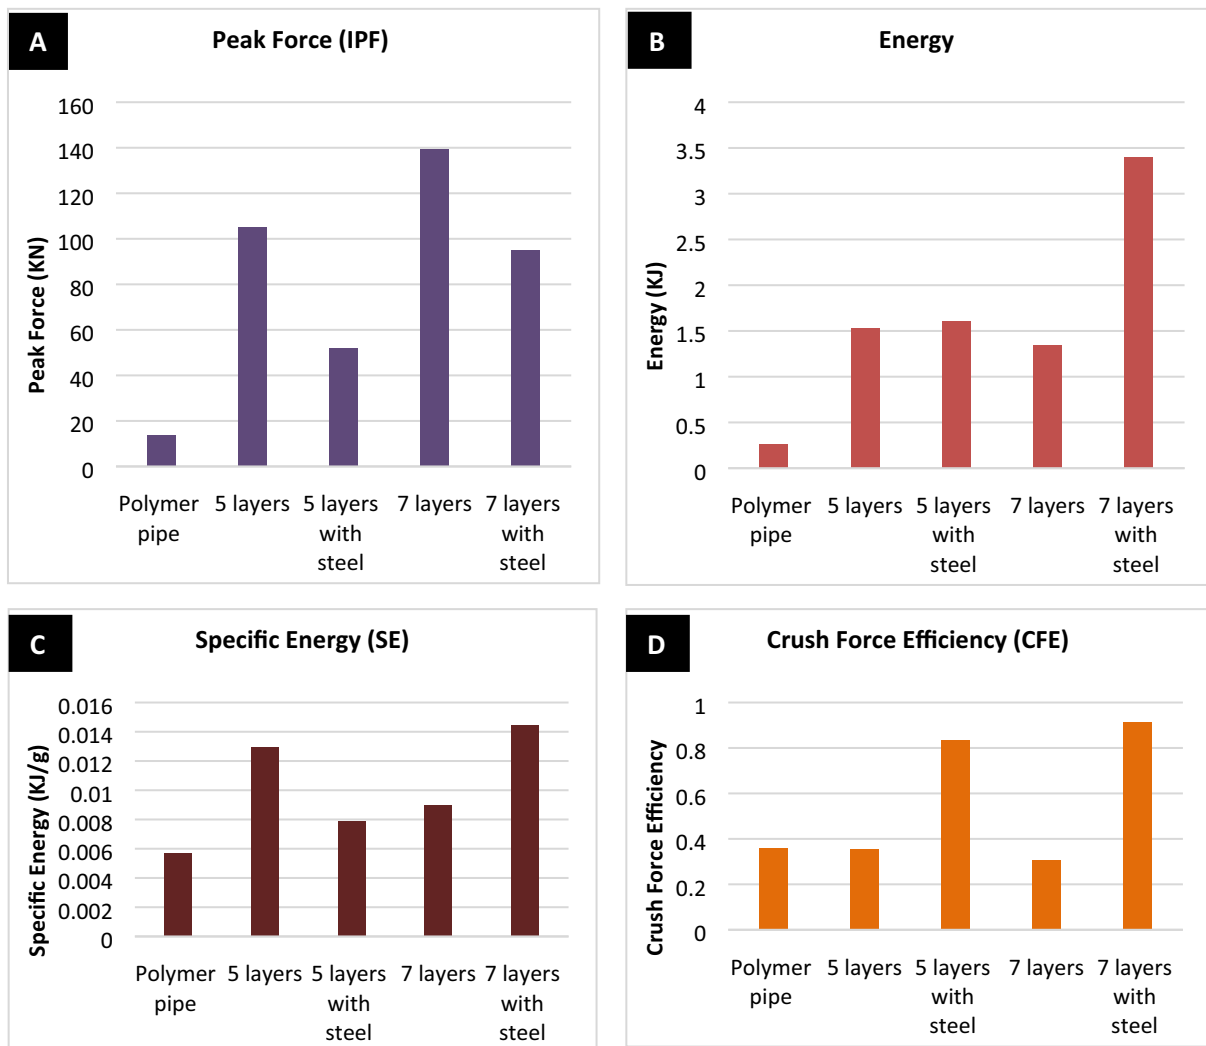 A
Peak Force (IPF)
Peak Force (KN)
160
140
120
100
80
60
40
20
0
Polymer pipe
5 layers
5 layers with steel
7 layers
7 layers with steel
B
Energy
Energy (KJ)
4
3.5
3
2.5
2
1.5
1
0.5
0
Polymer pipe
5 layers
5 layers with steel
7 layers
7 layers with steel
C
Specific Energy (SE)
Specific Energy (KJ/g)
0.016
0.014
0.012
0.01
0.008
0.006
0.004
0.002
0
Polymer pipe
5 layers
5 layers with steel
7 layers
7 layers with steel
D
Crush Force Efficiency (CFE)
Crush Force Efficiency
1
0.8
0.6
0.4
0.2
0
Polymer pipe
5 layers
5 layers with steel
7 layers
7 layers with steel